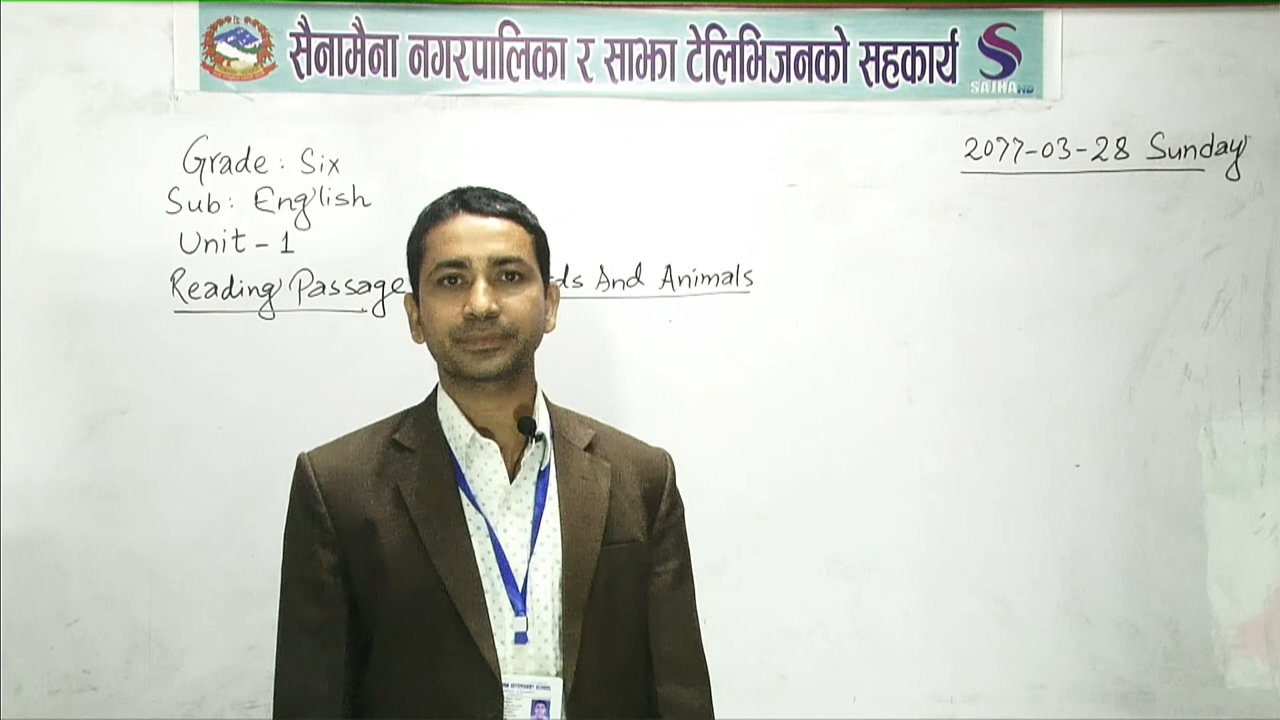 सैनामैना नगरपालिका र साझा टेलिभिजनको सहकार्य
SAJHA HD
2077-03-28 Sunday
Grade: Six
Sub: English
Unit - 1
Reading Passage ds And Animals